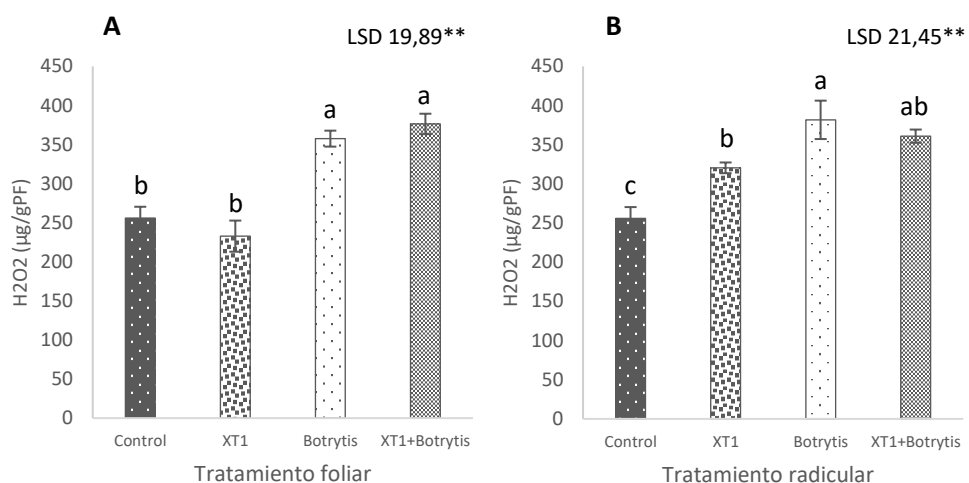 A
LSD 19,89**
H2O2 (µg/gPF)
450
400
350
300
250
200
150
100
50
0
b
b
a
a
Control
XT1
Botrytis
XT1+Botrytis
Tratamiento foliar
B
LSD 21,45**
H2O2 (µg/gPF)
450
400
350
300
250
200
150
100
50
0
c
b
a
ab
Control
XT1
Botrytis
XT1+Botrytis
Tratamiento radicular